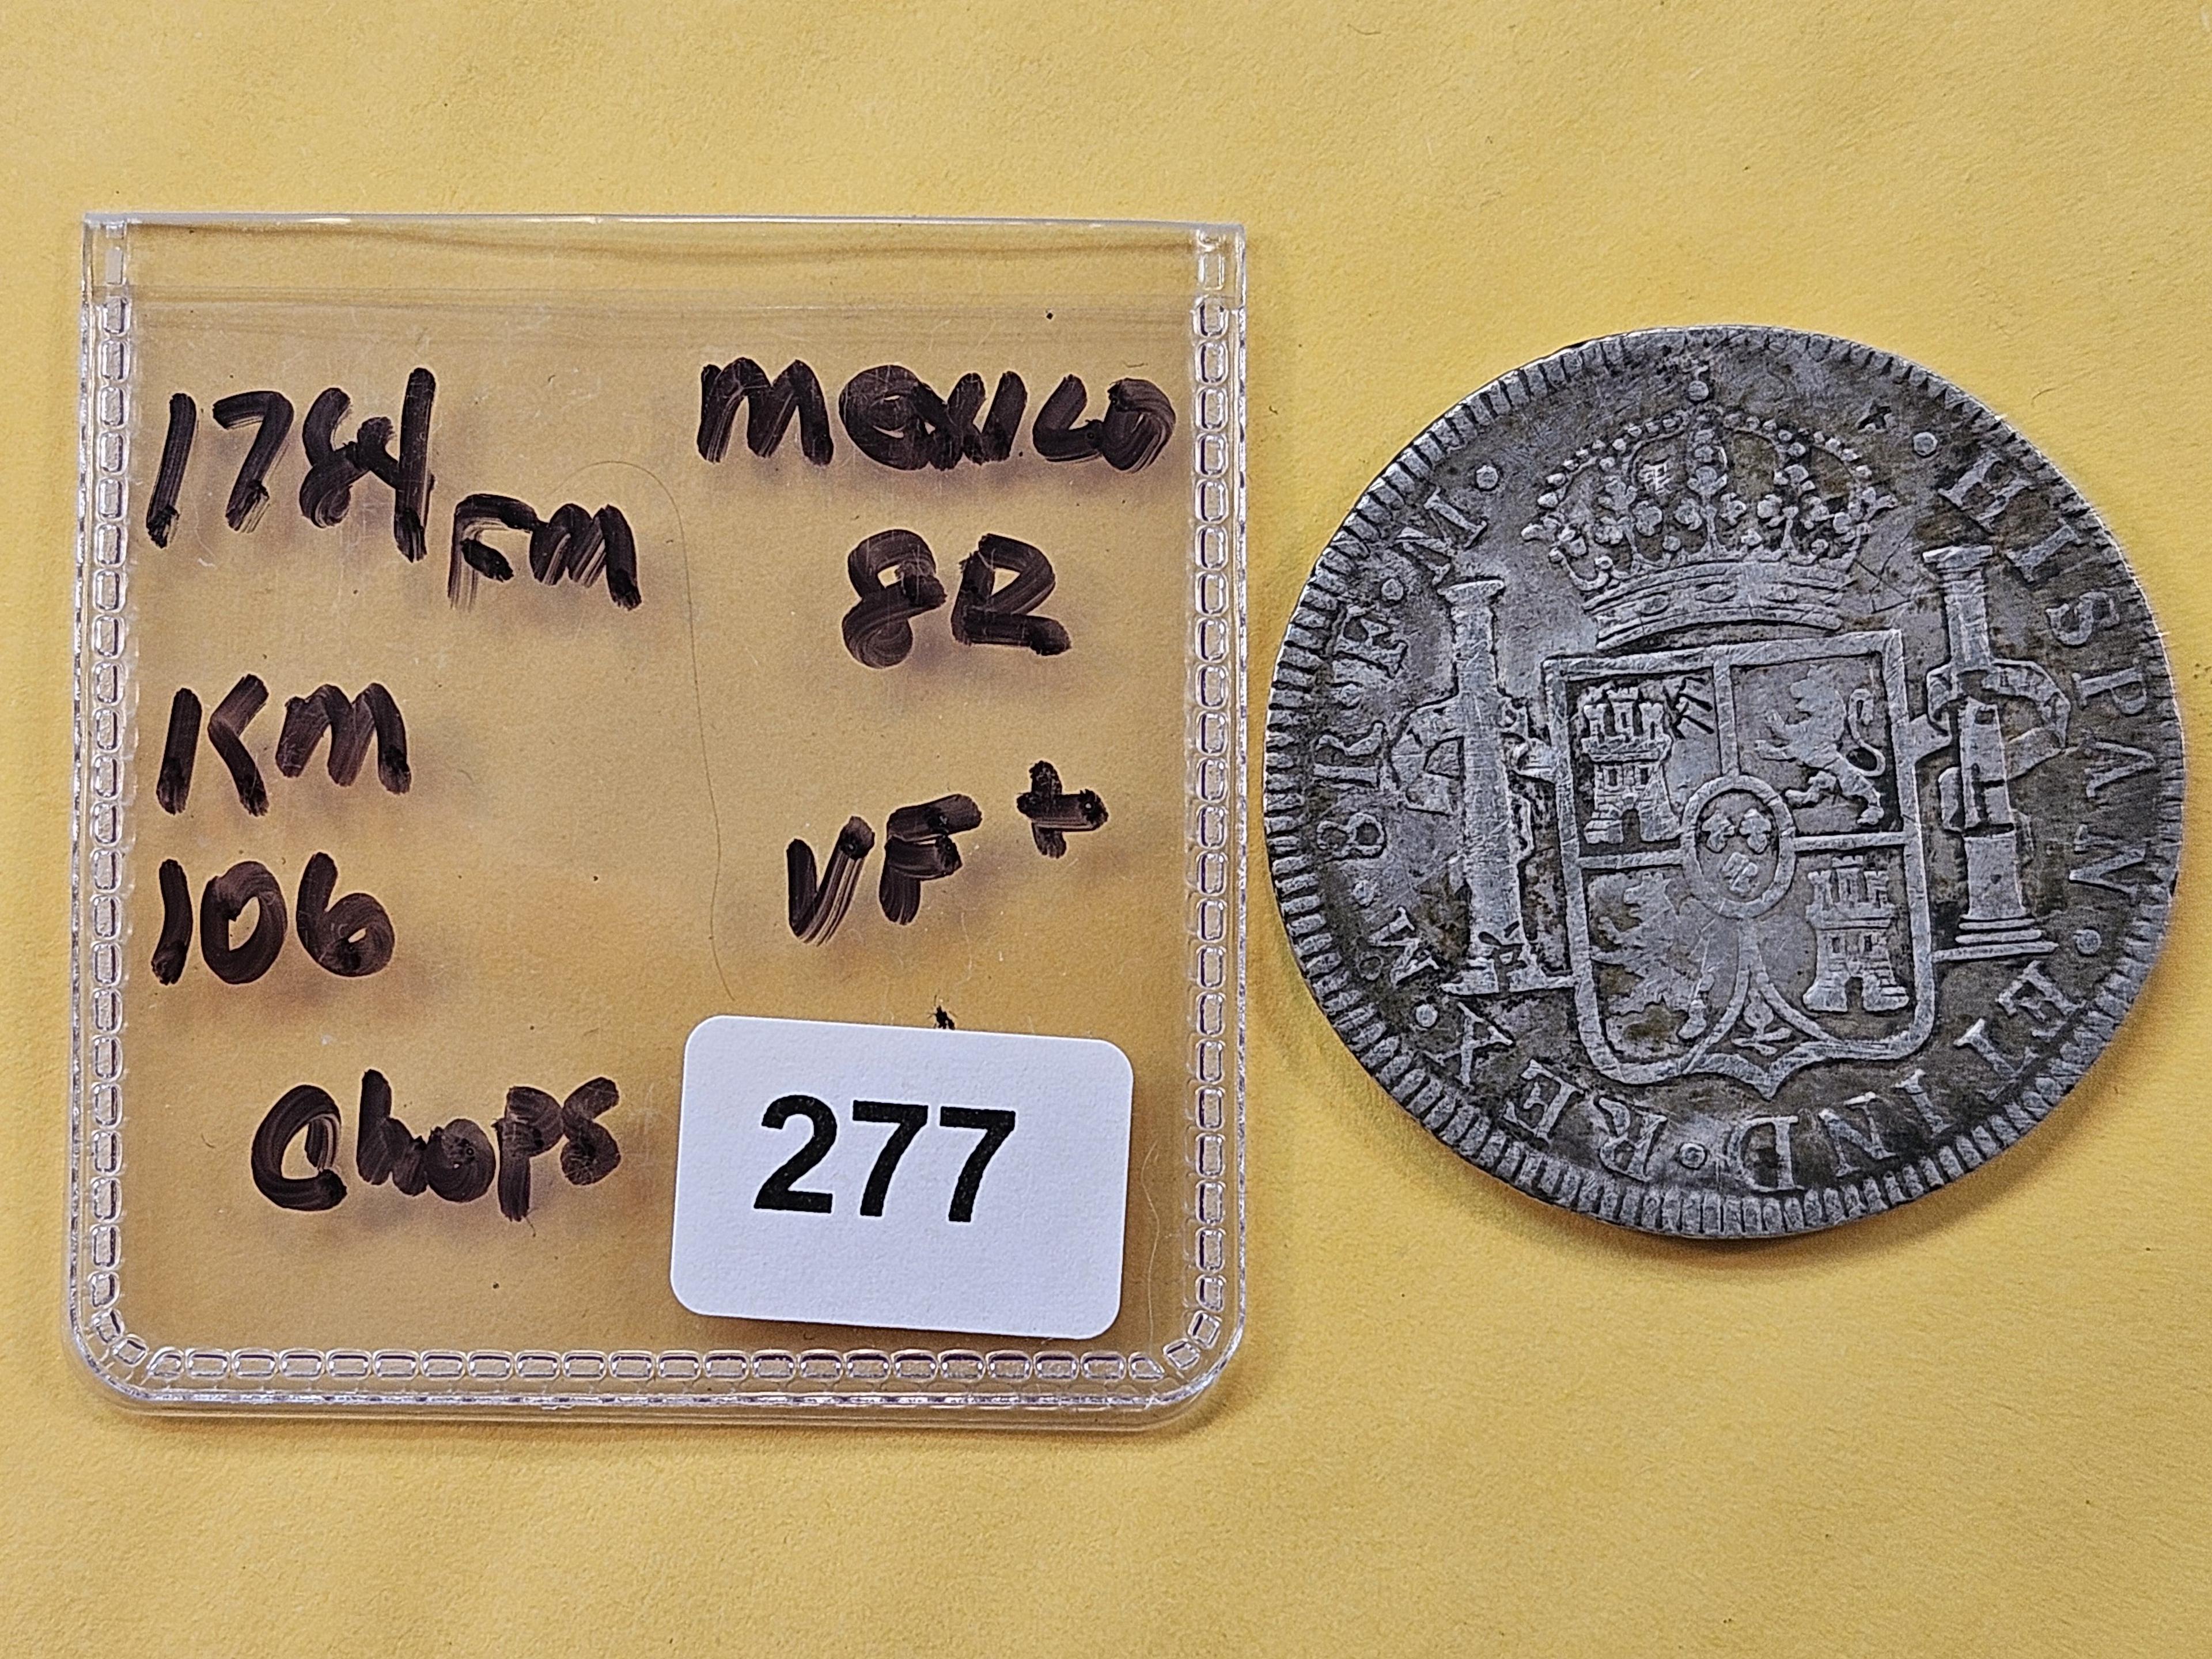 1784 FM
MEXICO
8R
KM
106
VF+
Chops
277
· HISPAN · ET IND · REX · M · 8R · F · M ·